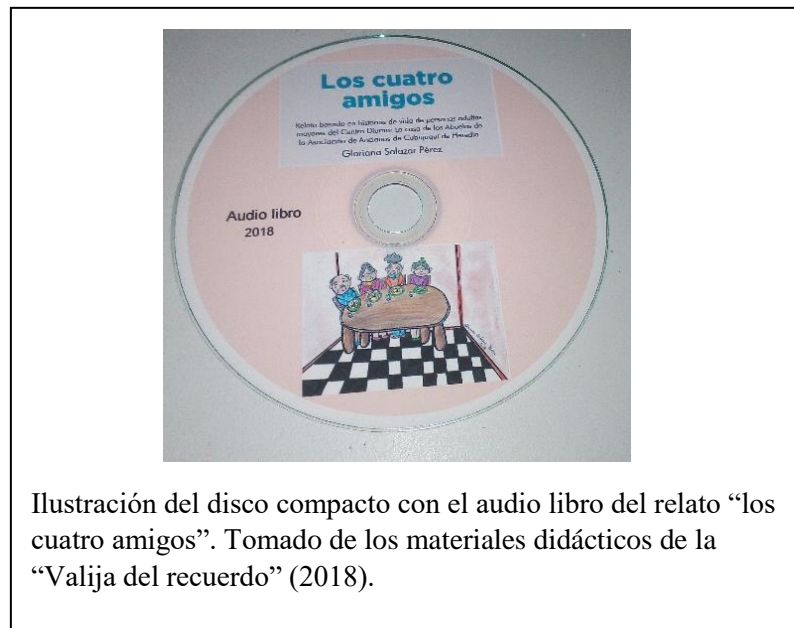 Los cuatro
amigos
Relato basado en historias de vida de personas adultas
mayores del Centro Diurno: La casa de los Abuelos de
la Asociación de Ancianos de Cubujuquí de Heredia
Gloriana Salazar Pérez
Audio libro
2018
Ilustración del disco compacto con el audio libro del relato “los
cuatro amigos”. Tomado de los materiales didácticos de la
“Valija del recuerdo” (2018).